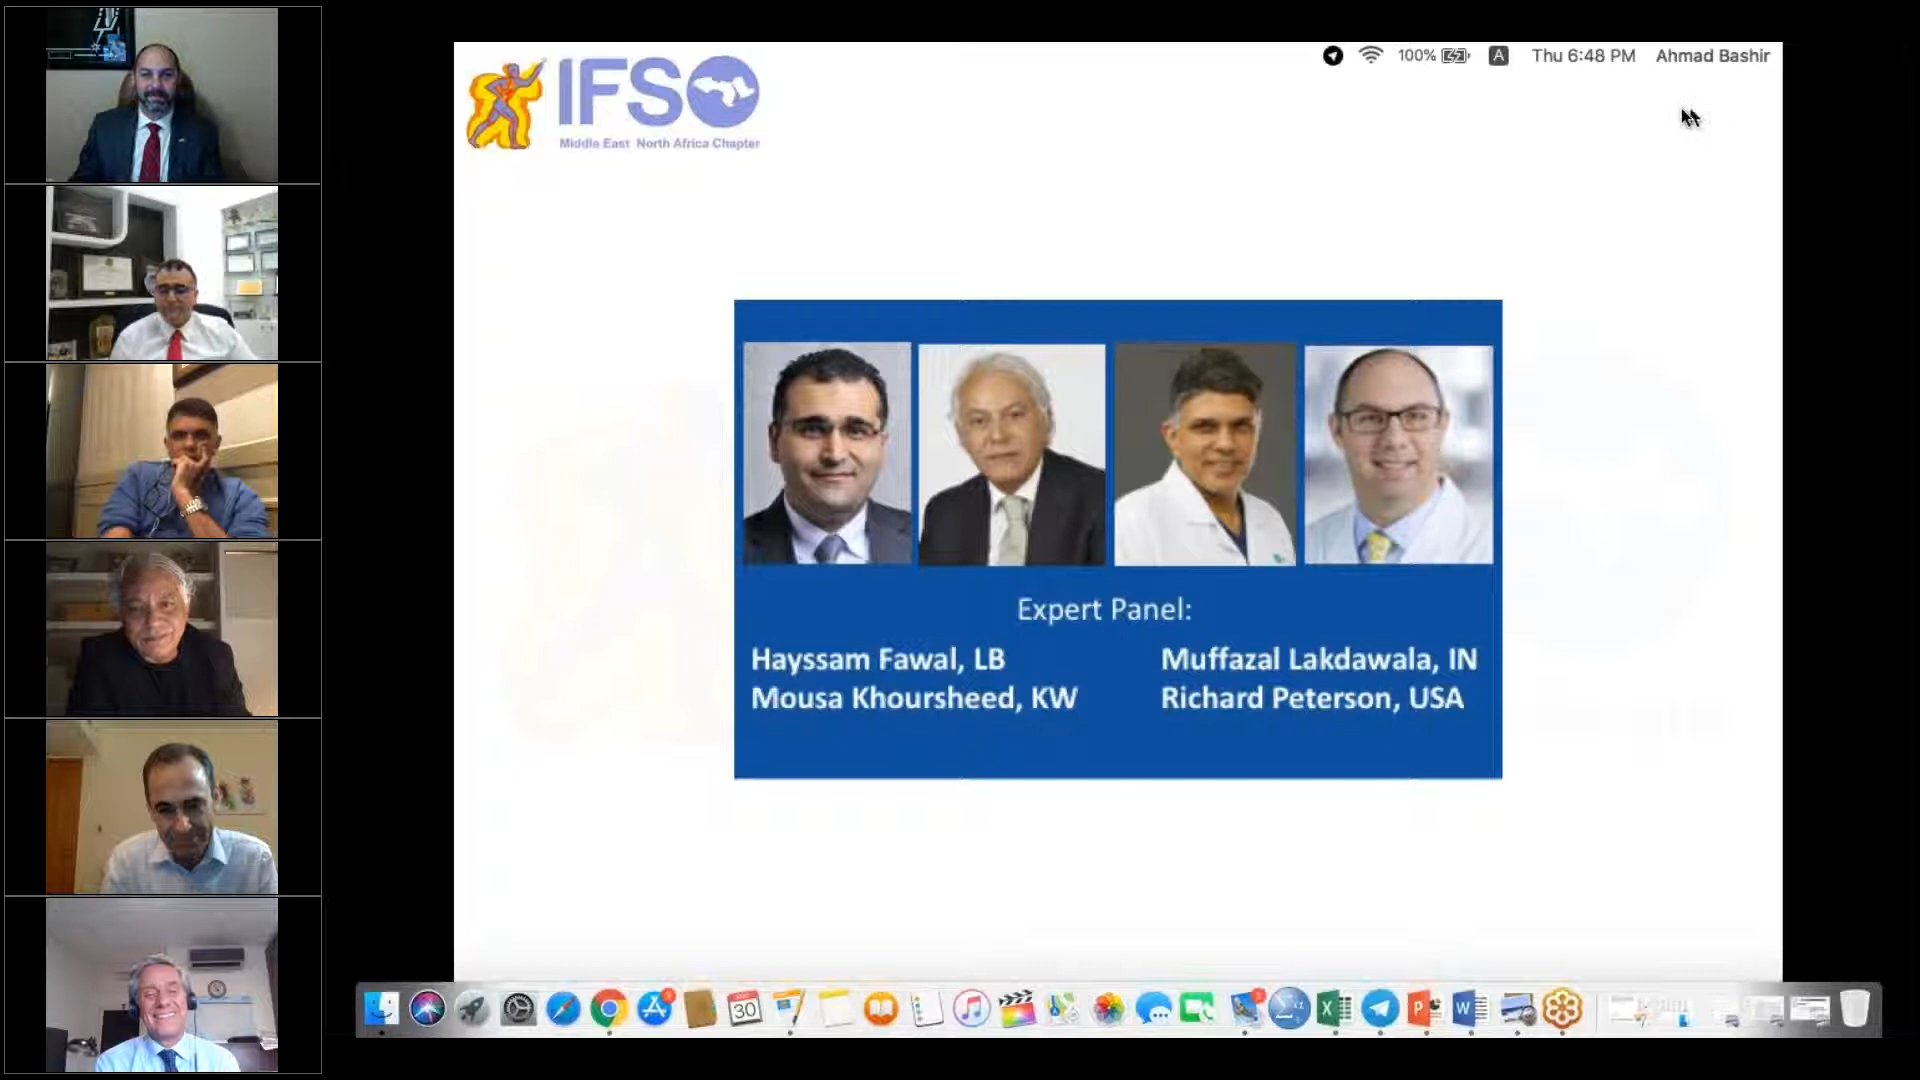 IFSO
Middle East North Africa Chapter
100%
A
Thu 6:48 PM
Ahmad Bashir
Expert Panel:
Hayssam Fawal, LB
Muffazal Lakdawala, IN
Mousa Khoursheed, KW
Richard Peterson, USA
30